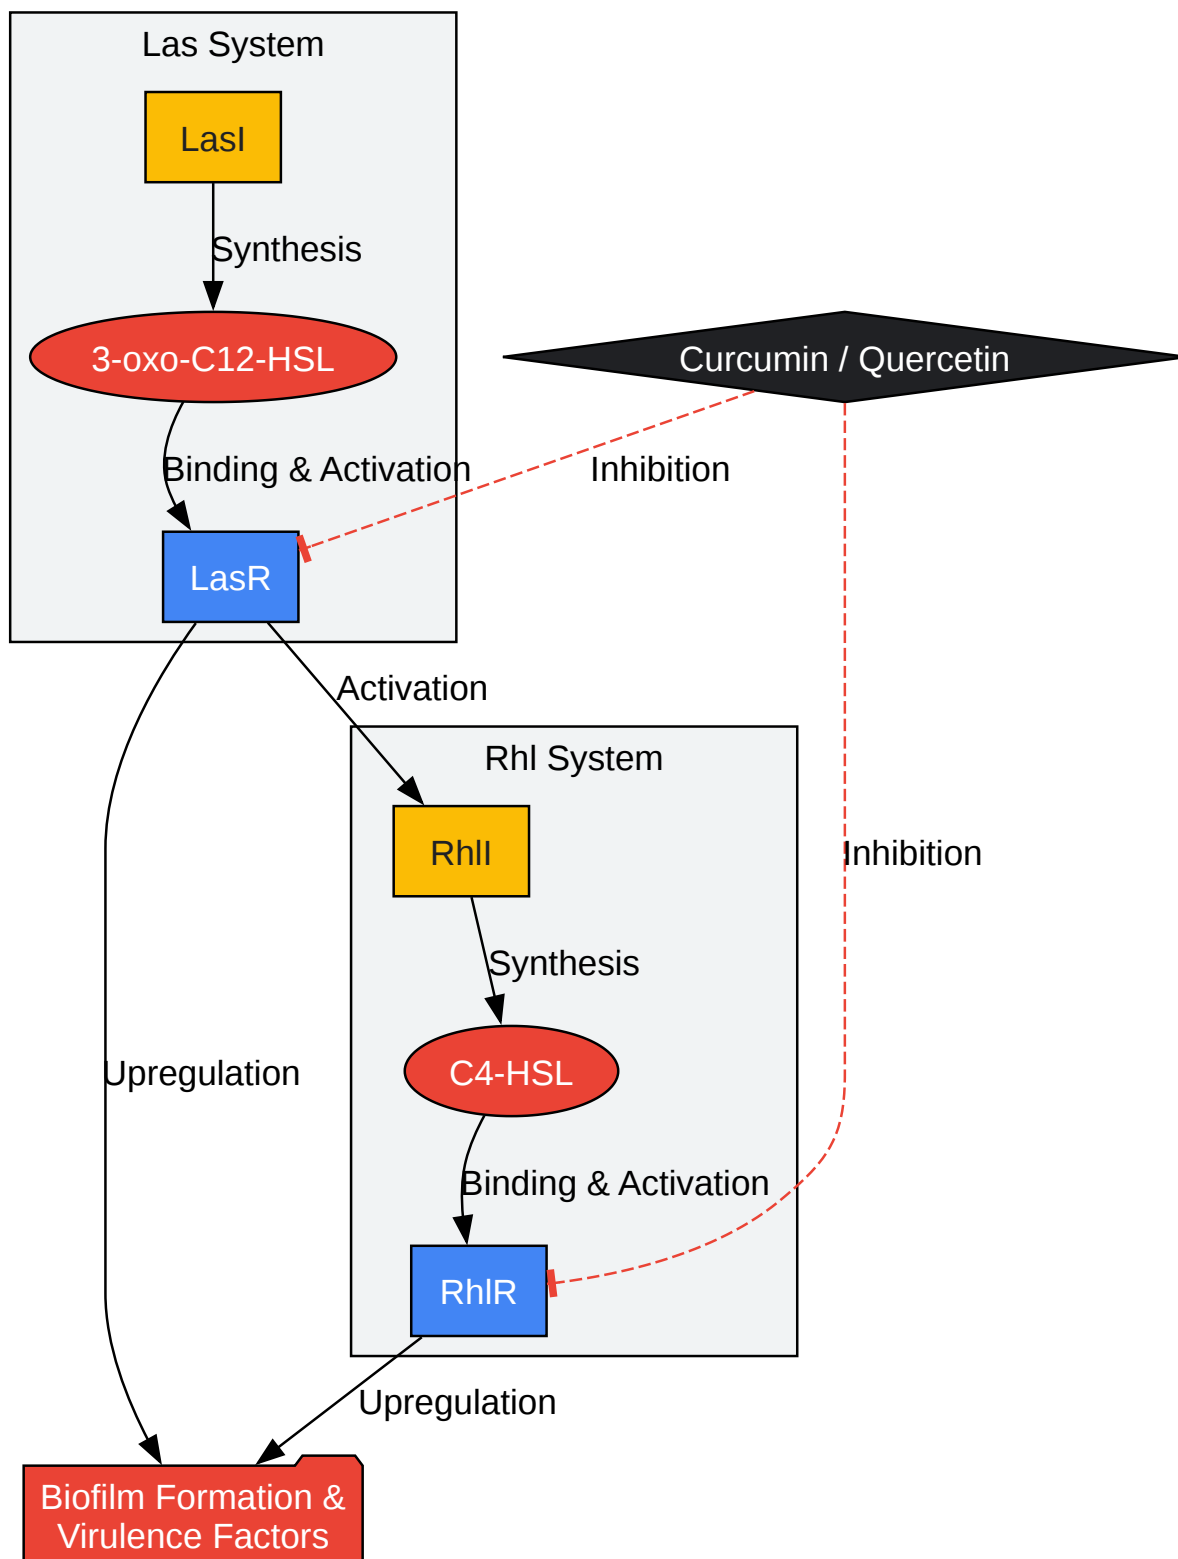 Las System
LasI
Synthesis
3-oxo-C12-HSL
Curcumin / Quercetin
Binding & Activation
Inhibition
LasR
Activation
Rhl System
RhlI
Inhibition
Synthesis
C4-HSL
Upregulation
Binding & Activation
RhlR
Upregulation
Biofilm Formation &
Virulence Factors